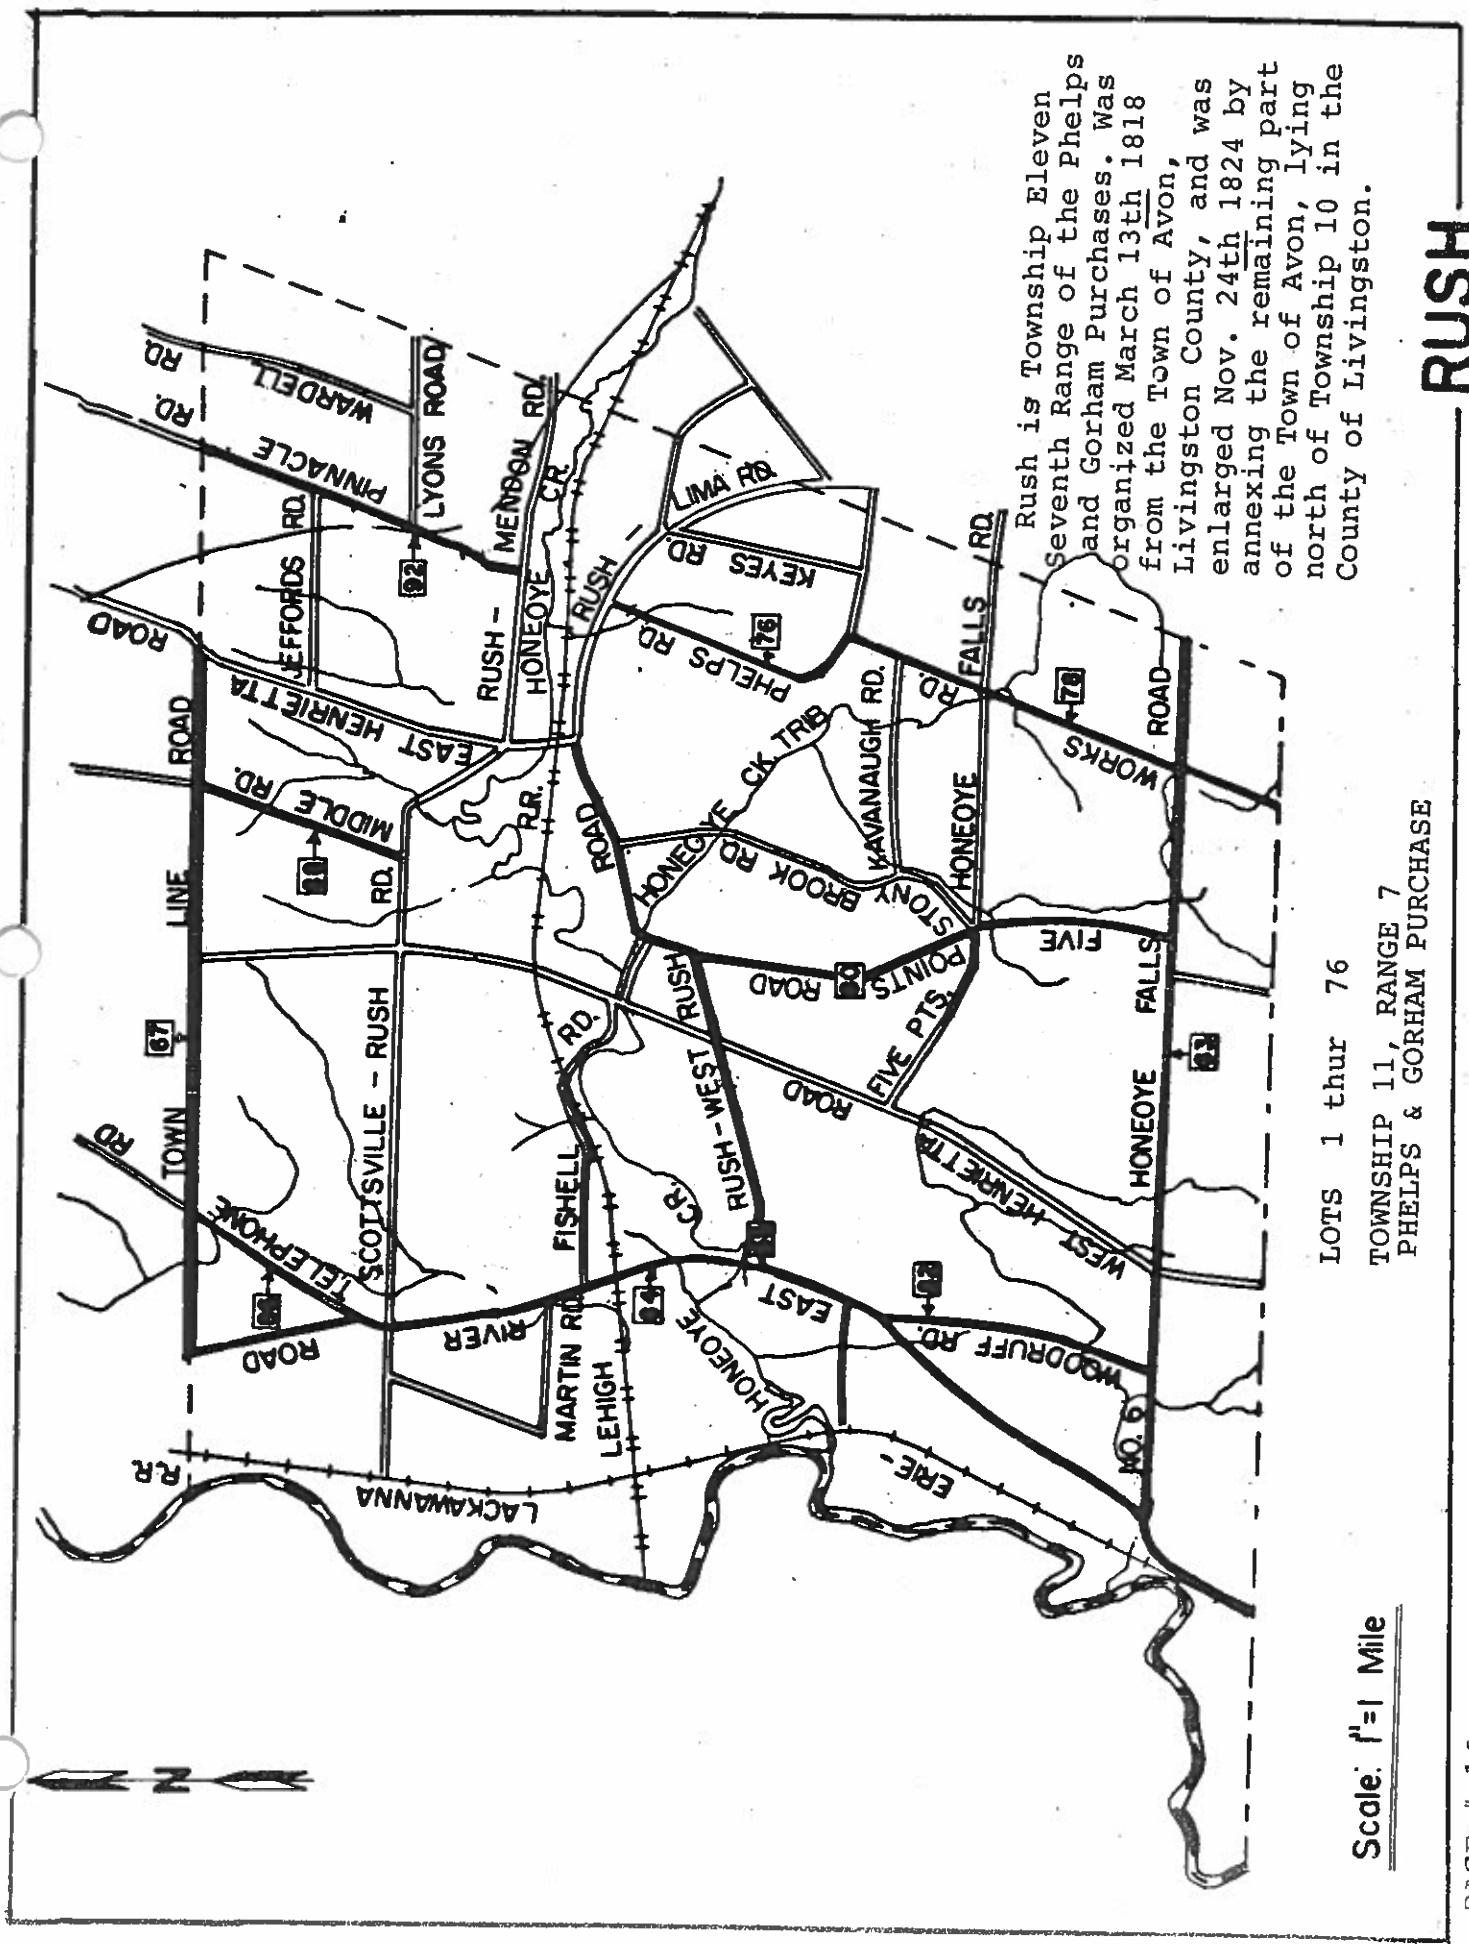 WARDELL RD.
PINNACLE RD.
LYONS ROAD
JEFFORDS RD.
92
RUSH - MENDON RD.
HONEOYE CR.
EAST HENRIETTA ROAD
MIDDLE RD.
TOWN LINE ROAD
67
TELEPHONE RD
SCOTTSVILLE - RUSH RD.
EAST RIVER ROAD
MARTIN RD.
FISHELL RD.
LEHIGH R.R.
ERIE - LACKAWANNA R.R.
84
HONEOYE CR.
RUSH - WEST RUSH ROAD
RUSH LIMA RD.
KEYES RD.
PHELPS RD.
76
HONEOYE CK. TRIB
KAVANAUGH RD.
STONY BROOK RD.
HONEOYE FALLS RD.
WORKS RD.
78
FIVE POINTS ROAD
FIVE PTS.
WEST HENRIETTA ROAD
WOODRUFF RD.
HONEOYE FALLS NO. 6 ROAD
63
N
Rush is Township Eleven
Seventh Range of the Phelps
and Gorham Purchases. Was
organized March 13th 1818
from the Town of Avon,
Livingston County, and was
enlarged Nov. 24th 1824 by
annexing the remaining part
of the Town of Avon, lying
north of Township 10 in the
County of Livingston.
LOTS 1 thur 76
TOWNSHIP 11, RANGE 7
PHELPS & GORHAM PURCHASE
Scale: 1"=1 Mile
RUSH